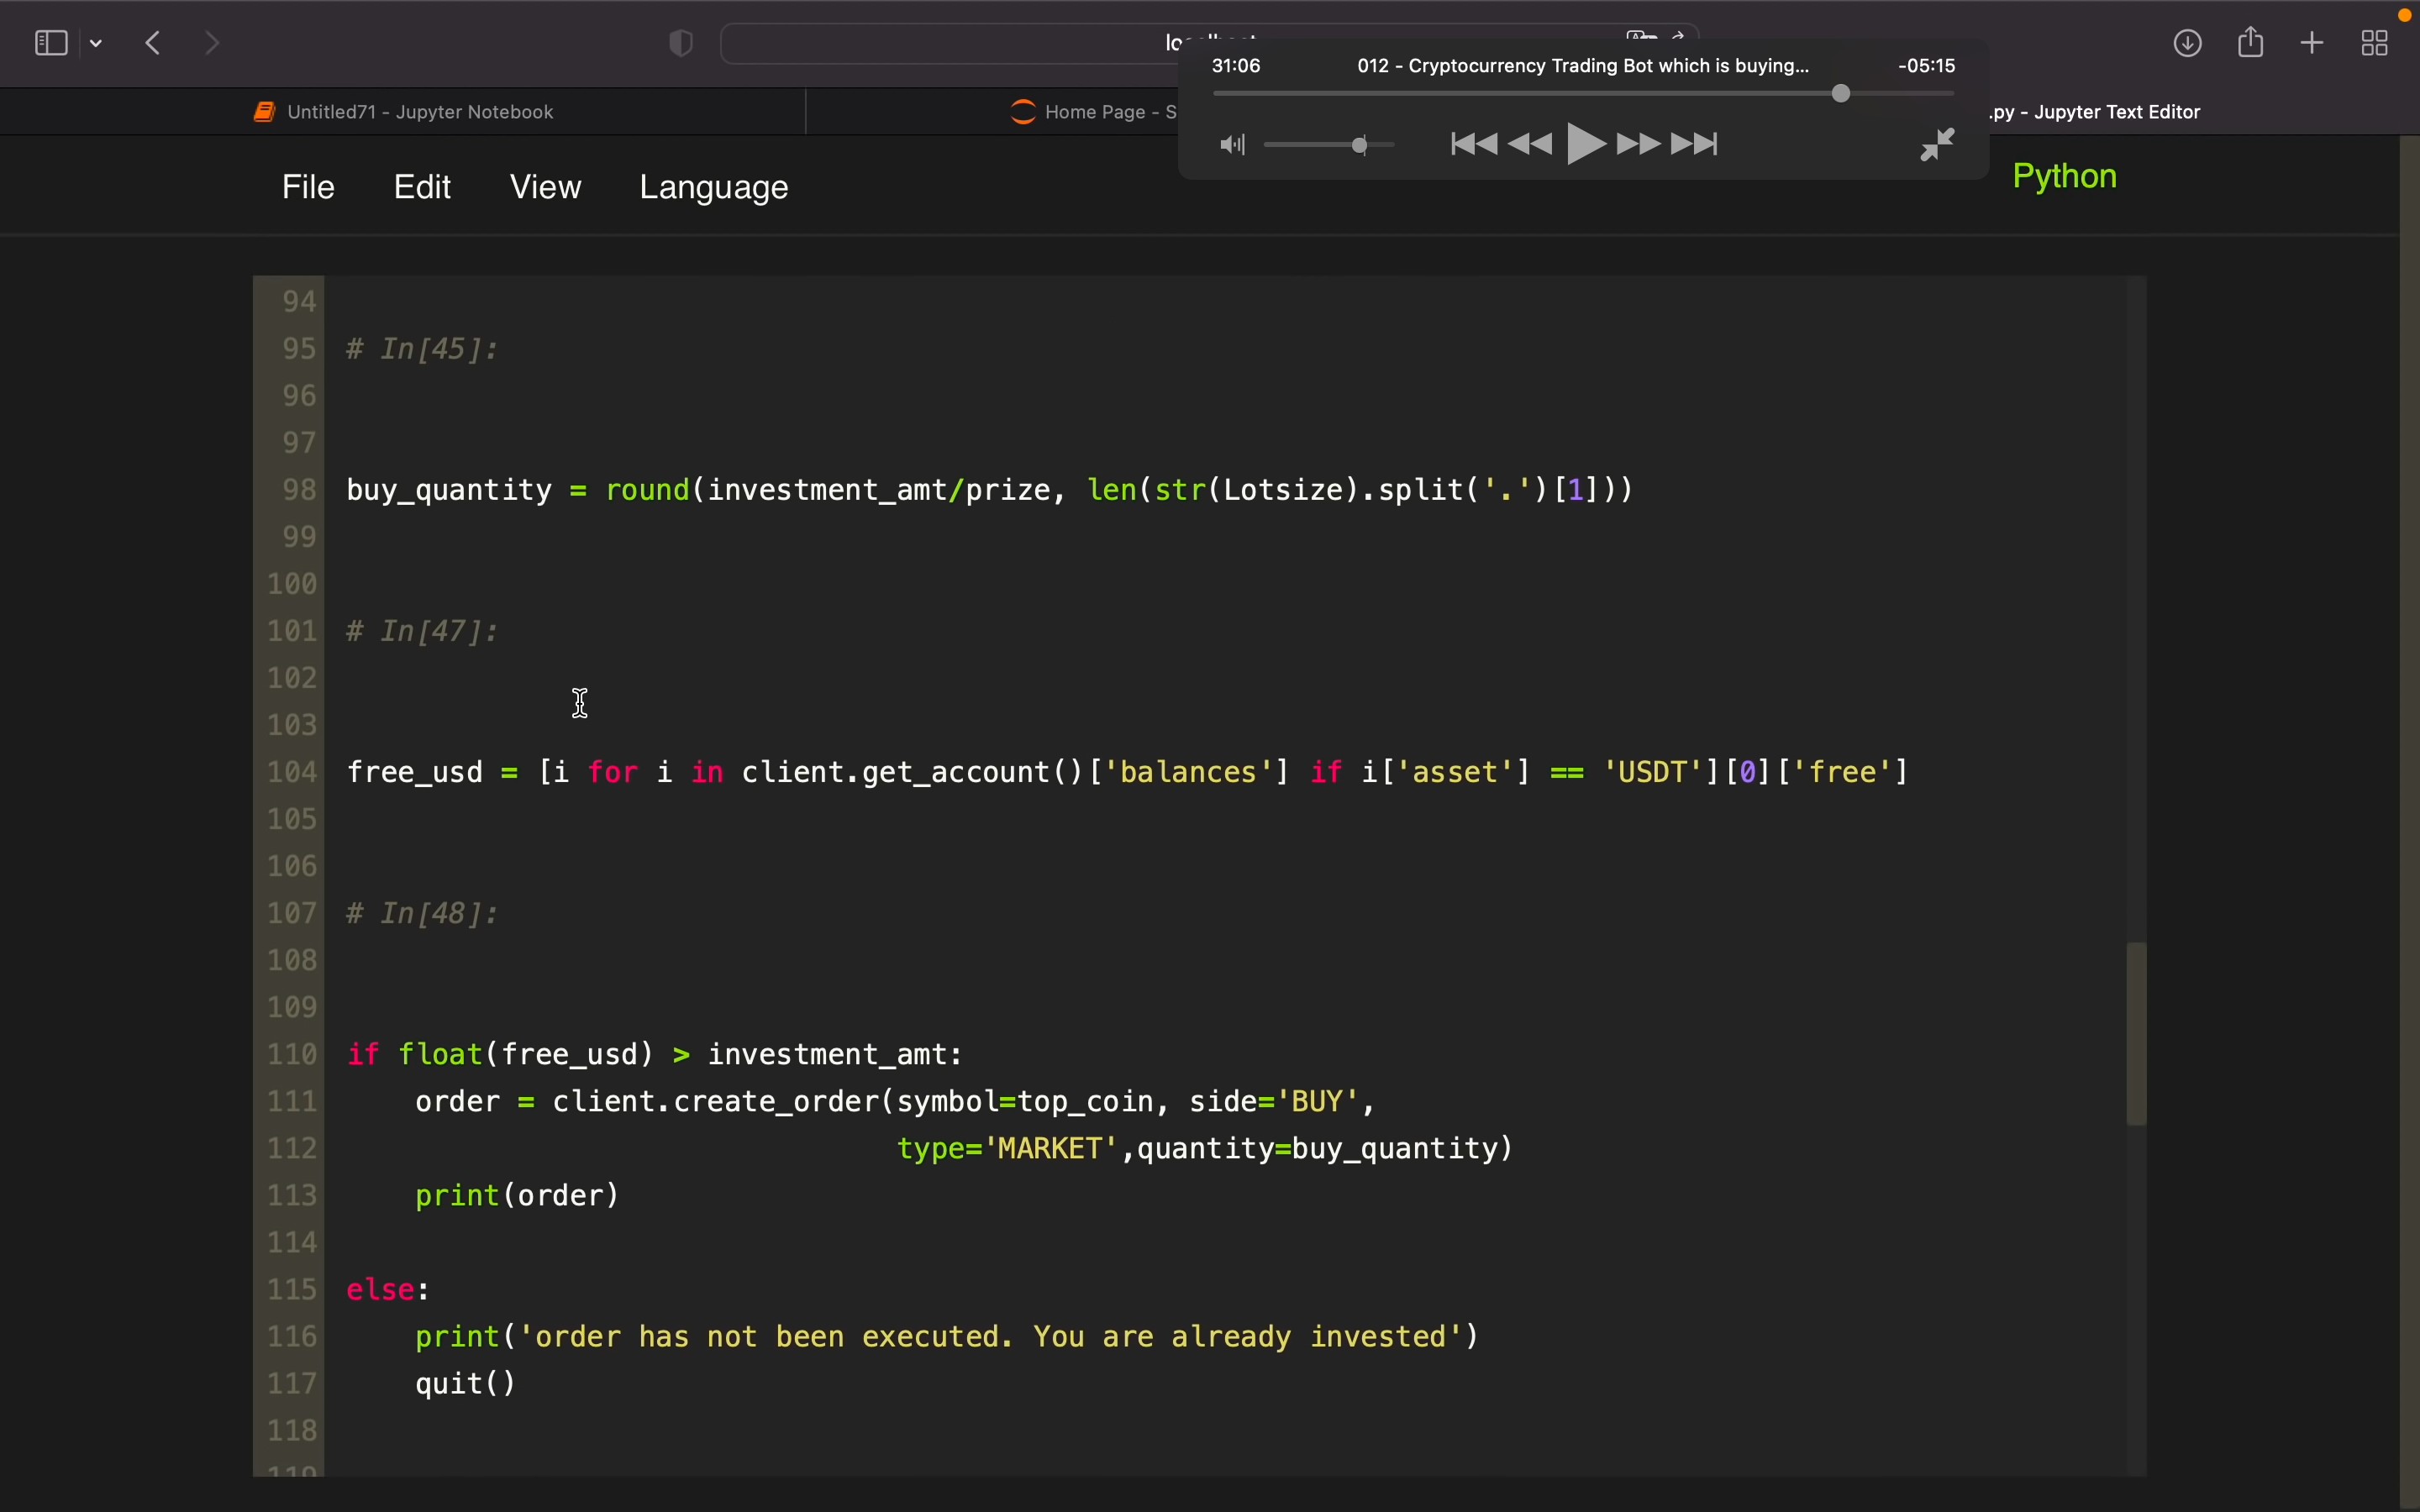 31:06 012 - Cryptocurrency Trading Bot which is buying... -05:15
Untitled71 - Jupyter Notebook Home Page - S .py - Jupyter Text Editor
File Edit View Language Python
94
95 # In[45]:
96
97
98 buy_quantity = round(investment_amt/prize, len(str(Lotsize).split('.')[1]))
99
100
101 # In[47]:
102
103
104 free_usd = [i for i in client.get_account()['balances'] if i['asset'] == 'USDT'][0]['free']
105
106
107 # In[48]:
108
109
110 if float(free_usd) > investment_amt:
111 order = client.create_order(symbol=top_coin, side='BUY',
112 type='MARKET',quantity=buy_quantity)
113 print(order)
114
115 else:
116 print('order has not been executed. You are already invested')
117 quit()
118